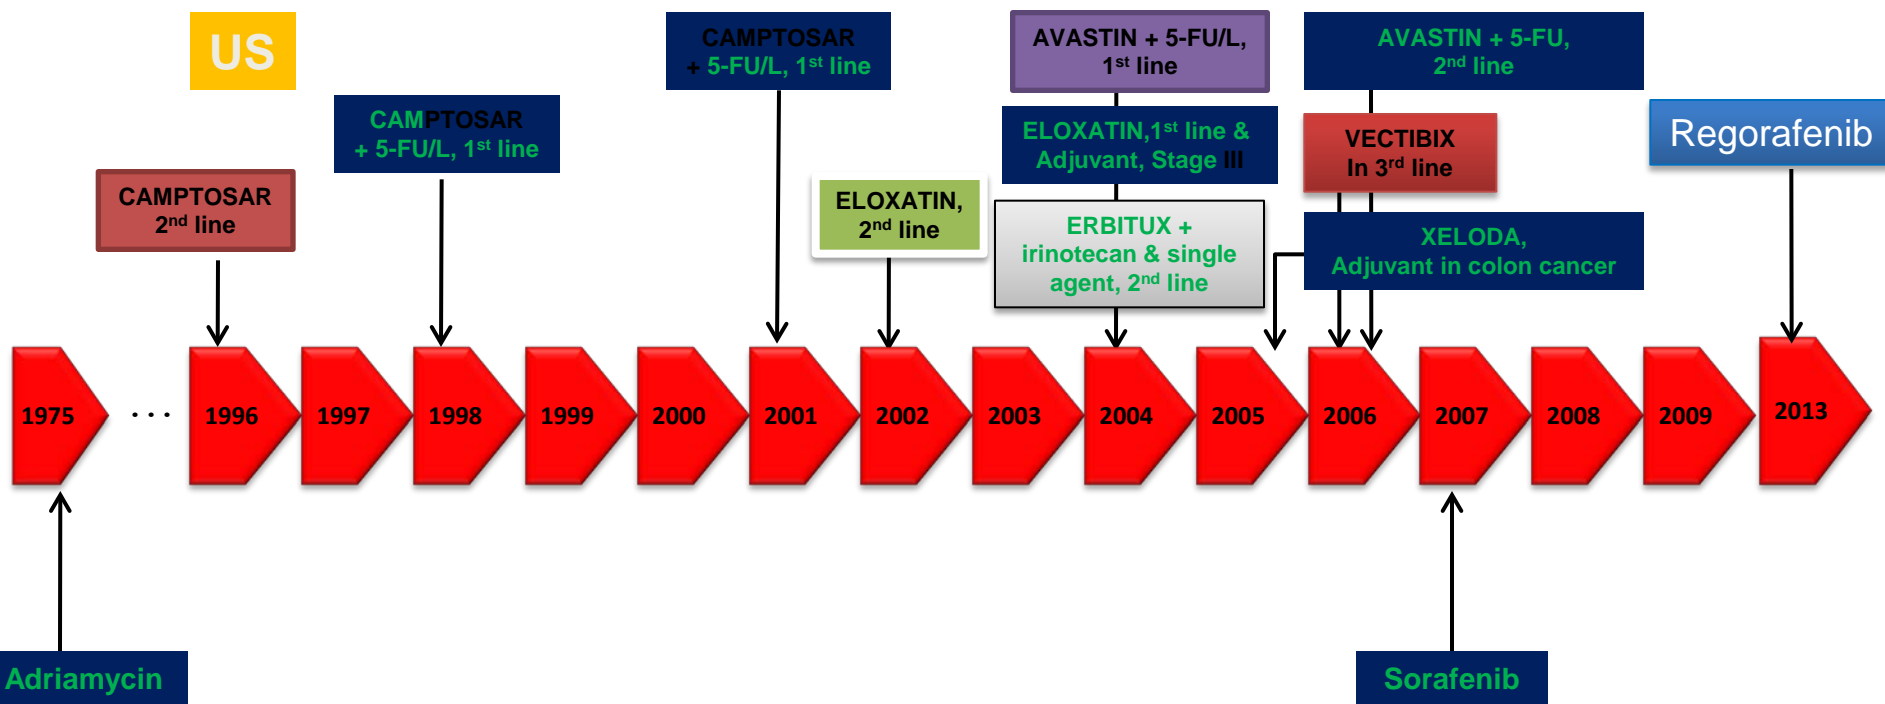 US
CAMPTOSAR
2nd line
CAMPTOSAR
+ 5-FU/L, 1st line
CAMPTOSAR
+ 5-FU/L, 1st line
ELOXATIN,
2nd line
AVASTIN + 5-FU/L,
1st line
ELOXATIN,1st line &
Adjuvant, Stage III
ERBITUX +
irinotecan & single
agent, 2nd line
AVASTIN + 5-FU,
2nd line
VECTIBIX
In 3rd line
XELODA,
Adjuvant in colon cancer
Regorafenib
1975 ... 1996 1997 1998 1999 2000 2001 2002 2003 2004 2005 2006 2007 2008 2009 2013
Adriamycin
Sorafenib